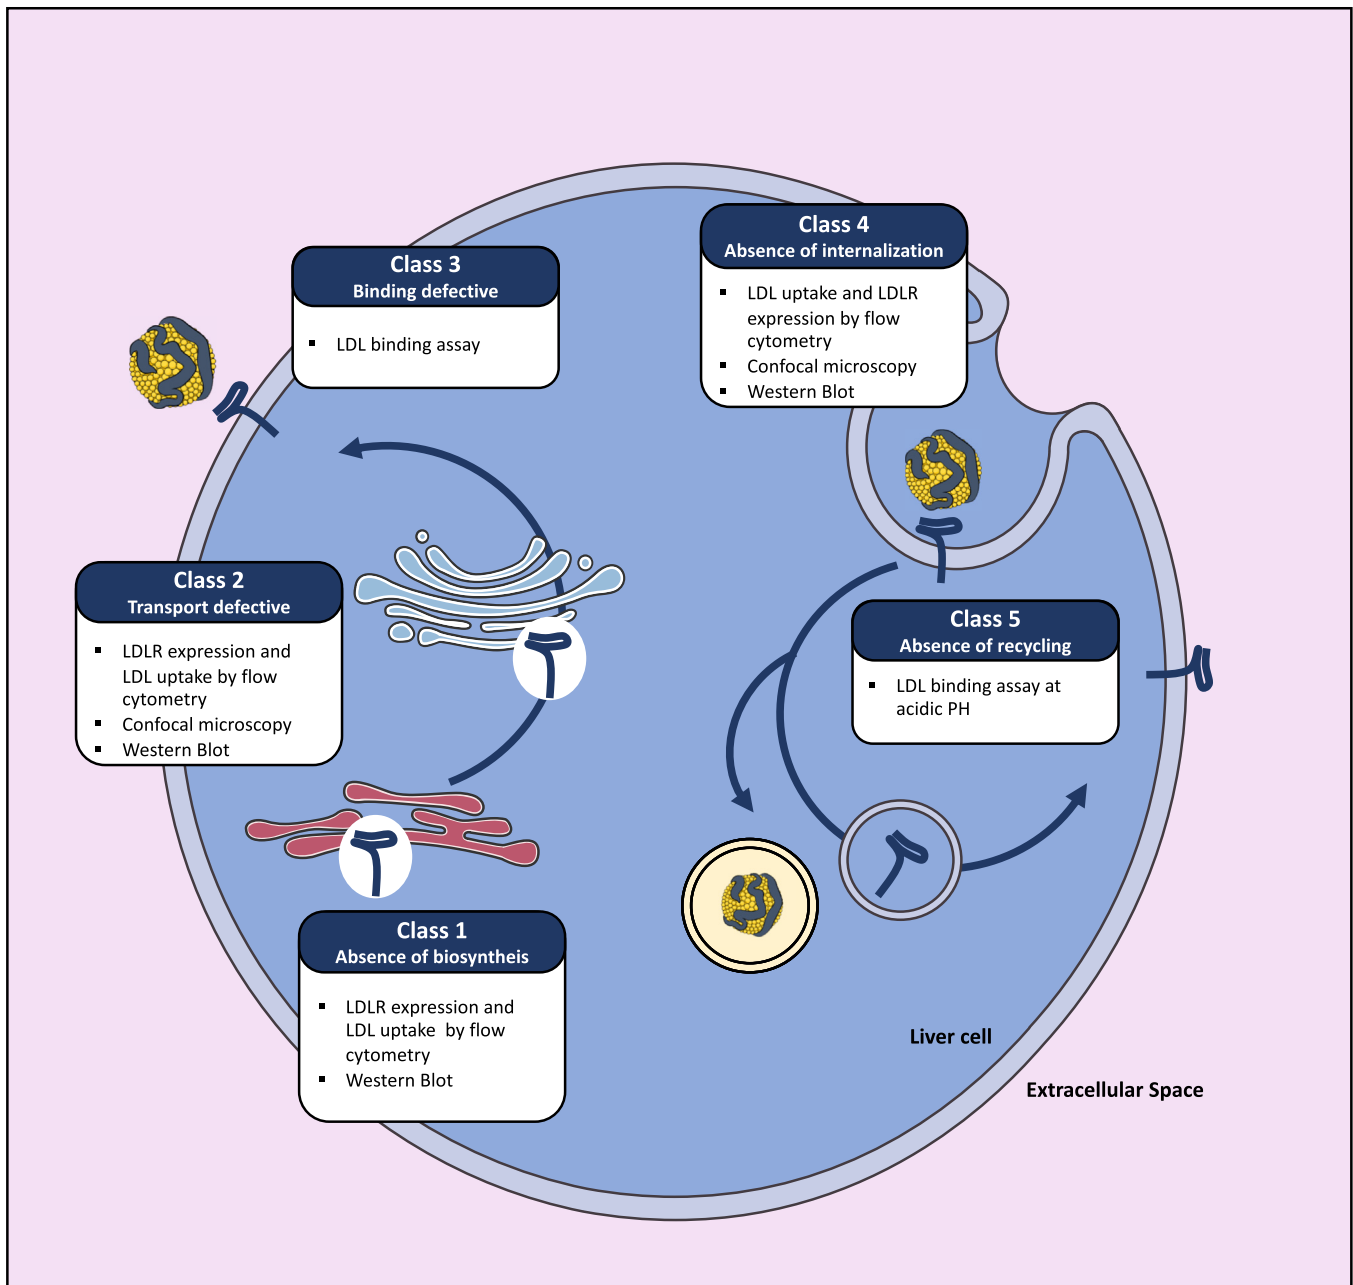 Class 4
Absence of internalization
▪ LDL uptake and LDLR
expression by flow
cytometry
▪ Confocal microscopy
▪ Western Blot
Class 3
Binding defective
▪ LDL binding assay
Class 2
Transport defective
▪ LDLR expression and
LDL uptake by flow
cytometry
▪ Confocal microscopy
▪ Western Blot
Class 5
Absence of recycling
▪ LDL binding assay at
acidic PH
Class 1
Absence of biosyntheis
▪ LDLR expression and
LDL uptake by flow
cytometry
▪ Western Blot
Liver cell
Extracellular Space